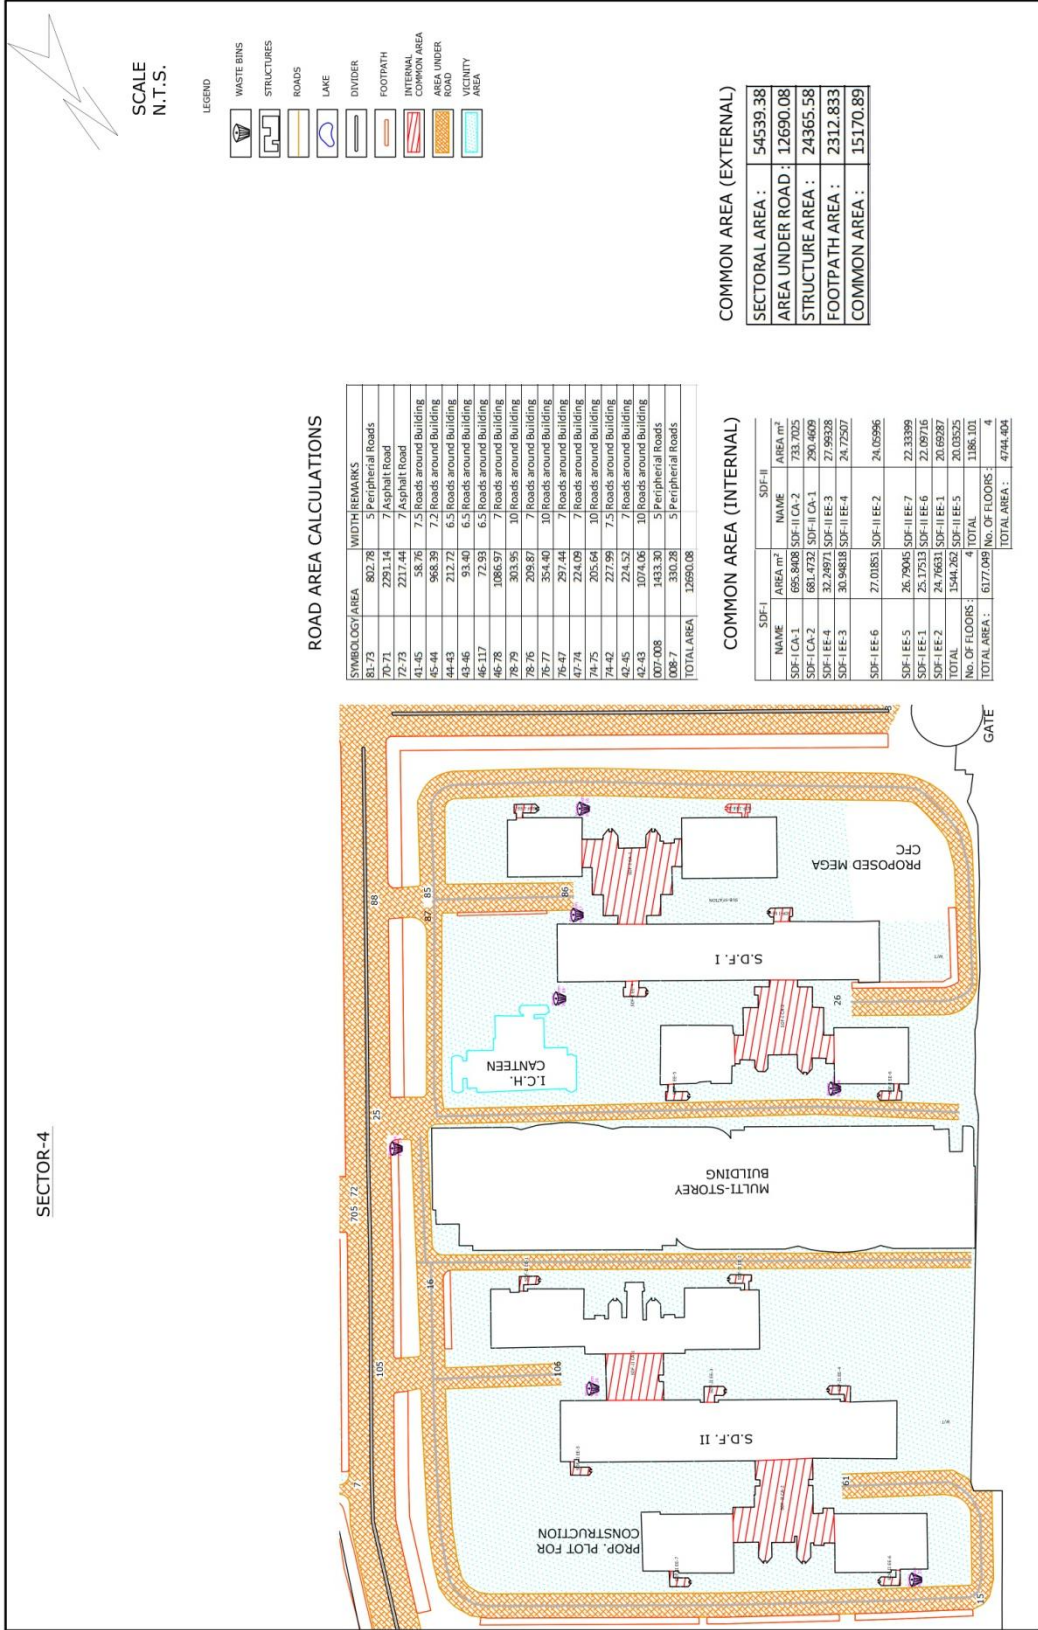 SECTOR-4
SCALE
N.T.S.
LEGEND
WASTE BINS
STRUCTURES
ROADS
LAKE
DIVIDER
FOOTPATH
INTERNAL
COMMON AREA
AREA UNDER
ROAD
VICINITY
AREA
ROAD AREA CALCULATIONS
SYMBOLOGY AREA WIDTH REMARKS
81-73 802.78 5 Peripherial Roads
70-71 2291.14 7 Asphalt Road
72-73 2217.44 7 Asphalt Road
41-45 58.76 7.5 Roads around Building
45-44 968.39 7.2 Roads around Building
44-43 212.72 6.5 Roads around Building
43-46 93.40 6.5 Roads around Building
46-117 72.93 6.5 Roads around Building
46-78 1086.97 7 Roads around Building
78-79 303.95 10 Roads around Building
78-76 209.87 7 Roads around Building
76-77 354.40 10 Roads around Building
76-47 297.44 7 Roads around Building
47-74 224.09 7 Roads around Building
74-75 205.64 10 Roads around Building
74-42 227.99 7.5 Roads around Building
42-45 224.52 7 Roads around Building
42-43 1074.06 10 Roads around Building
007-008 1433.30 5 Peripherial Roads
008-7 330.28 5 Peripherial Roads
TOTAL AREA 12690.08
COMMON AREA (INTERNAL)
SDF-I SDF-II
NAME AREA m² NAME AREA m²
SDF-I CA-1 695.8408 SDF-II CA-2 733.7025
SDF-I CA-2 681.4732 SDF-II CA-1 290.4609
SDF-I EE-4 32.24971 SDF-II EE-3 27.99328
SDF-I EE-3 30.94818 SDF-II EE-4 24.72507
SDF-I EE-6 27.01851 SDF-II EE-2 24.05996
SDF-I EE-5 26.79045 SDF-II EE-7 22.33399
SDF-I EE-1 25.17513 SDF-II EE-6 22.09716
SDF-I EE-2 24.76631 SDF-II EE-1 20.69287
TOTAL 1544.262 SDF-II EE-5 20.03525
No. OF FLOORS : 4 TOTAL 1186.101
TOTAL AREA : 6177.049 No. OF FLOORS : 4
TOTAL AREA : 4744.404
COMMON AREA (EXTERNAL)
SECTORAL AREA : 54539.38
AREA UNDER ROAD : 12690.08
STRUCTURE AREA : 24365.58
FOOTPATH AREA : 2312.833
COMMON AREA : 15170.89
7
105
16
106
705
72
25
88
87
85
86
26
61
15
8
GATE
PROPOSED MEGA
CFC
SUB-STATION
S.D.F. I
I.C.H.
CANTEEN
MULTI-STOREY
BUILDING
S.D.F. II
PROP. PLOT FOR
CONSTRUCTION